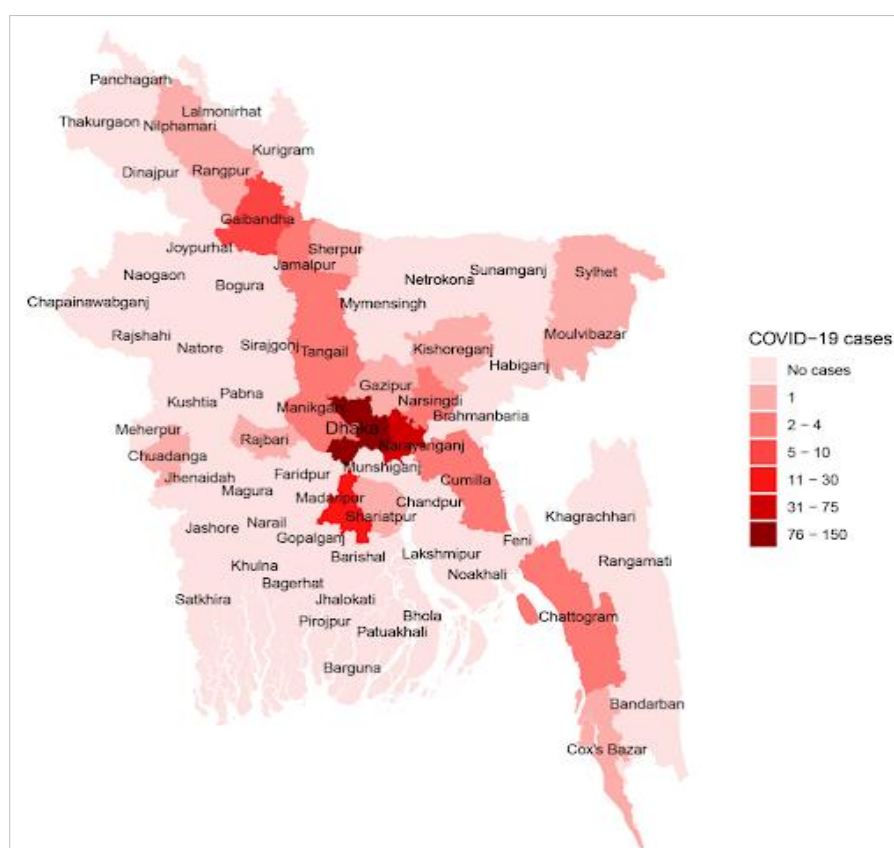 Panchagarh
Lalmonirhat
Thakurgaon
Nilphamari
Kurigram
Dinajpur
Rangpur
Gaibandha
Joypurhat
Sherpur
Jamalpur
Naogaon
Bogura
Netrokona
Sunamganj
Sylhet
Chapainawabganj
Mymensingh
Rajshahi
Natore
Sirajgonj
Tangail
Kishoreganj
Moulvibazar
Habiganj
Gazipur
Pabna
Kushtia
Manikganj
Narsingdi
Brahmanbaria
Meherpur
Dhaka
Rajbari
Narayanganj
Chuadanga
Munshiganj
Jhenaidah
Faridpur
Cumilla
Magura
Madaripur
Chandpur
Shariatpur
Khagrachhari
Jashore
Narail
Gopalganj
Feni
Barishal
Lakshmipur
Rangamati
Khulna
Noakhali
Bagerhat
Satkhira
Jhalokati
Bhola
Chattogram
Pirojpur
Patuakhali
Barguna
Bandarban
Cox's Bazar
COVID−19 cases
No cases
1
2 − 4
5 − 10
11 − 30
31 − 75
76 − 150